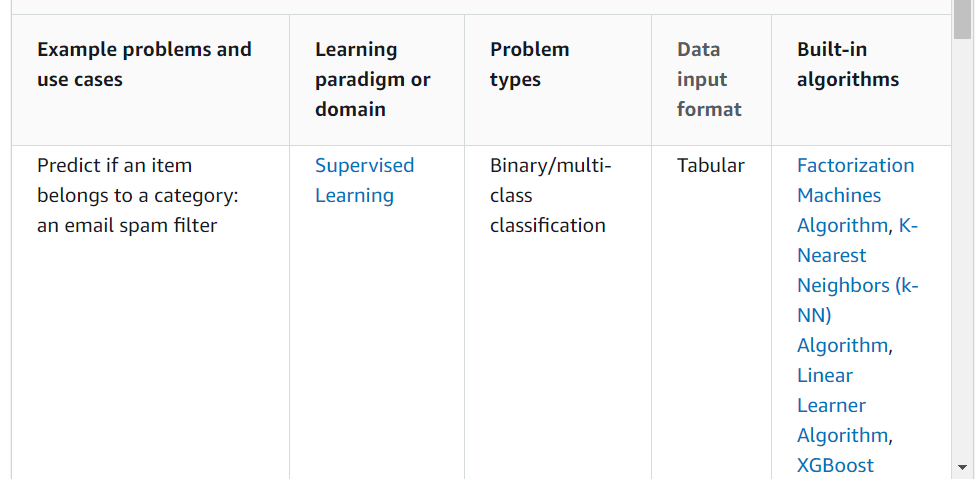 Example problems and
use cases
Learning
paradigm or
domain
Problem
types
Data
input
format
Built-in
algorithms
Predict if an item
belongs to a category:
an email spam filter
Supervised
Learning
Binary/multi-
class
classification
Tabular
Factorization
Machines
Algorithm, K-
Nearest
Neighbors (k-
NN)
Algorithm,
Linear
Learner
Algorithm,
XGBoost